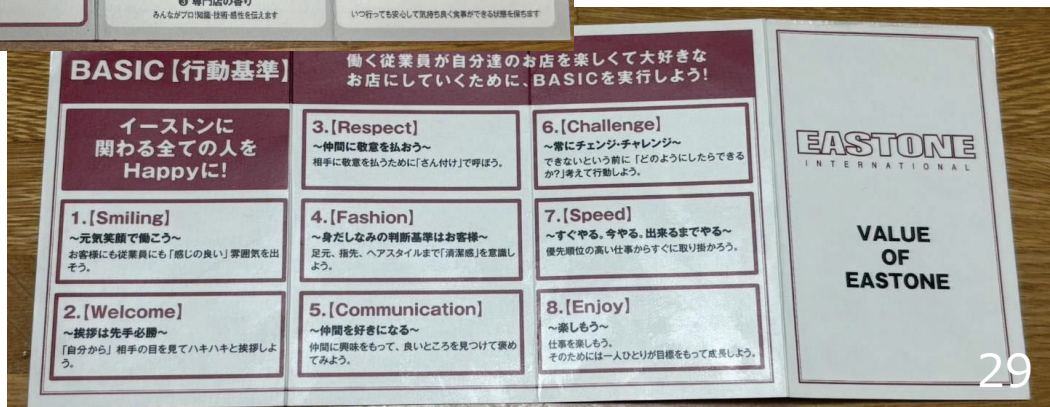 ❸ 専門店の香り
みんながプロ!知識・技術・感性を伝えます
いつ行っても安心して気持ち良く食事ができる状態を保ちます
BASIC【行動基準】
働く従業員が自分達のお店を楽しくて大好きな
お店にしていくために、BASICを実行しよう!
イーストンに
関わる全ての人を
Happyに!
1.【Smiling】
～元気笑顔で働こう～
お客様にも従業員にも「感じの良い」雰囲気を出
そう。
2.【Welcome】
～挨拶は先手必勝～
「自分から」相手の目を見てハキハキと挨拶しよ
う。
3.【Respect】
～仲間に敬意を払おう～
相手に敬意を払うために「さん付け」で呼ぼう。
4.【Fashion】
～身だしなみの判断基準はお客様～
足元、指先、ヘアスタイルまで「清潔感」を意識し
よう。
5.【Communication】
～仲間を好きになる～
仲間に興味をもって、良いところを見つけて褒め
てみよう。
6.【Challenge】
～常にチェンジ・チャレンジ～
できないという前に「どのようにしたらできる
か?」考えて行動しよう。
7.【Speed】
～すぐやる。今やる。出来るまでやる～
優先順位の高い仕事からすぐに取り掛かろう。
8.【Enjoy】
～楽しもう～
仕事を楽しもう。
そのためには一人ひとりが目標をもって成長しよう。
EASTONE
INTERNATIONAL
VALUE
OF
EASTONE
29